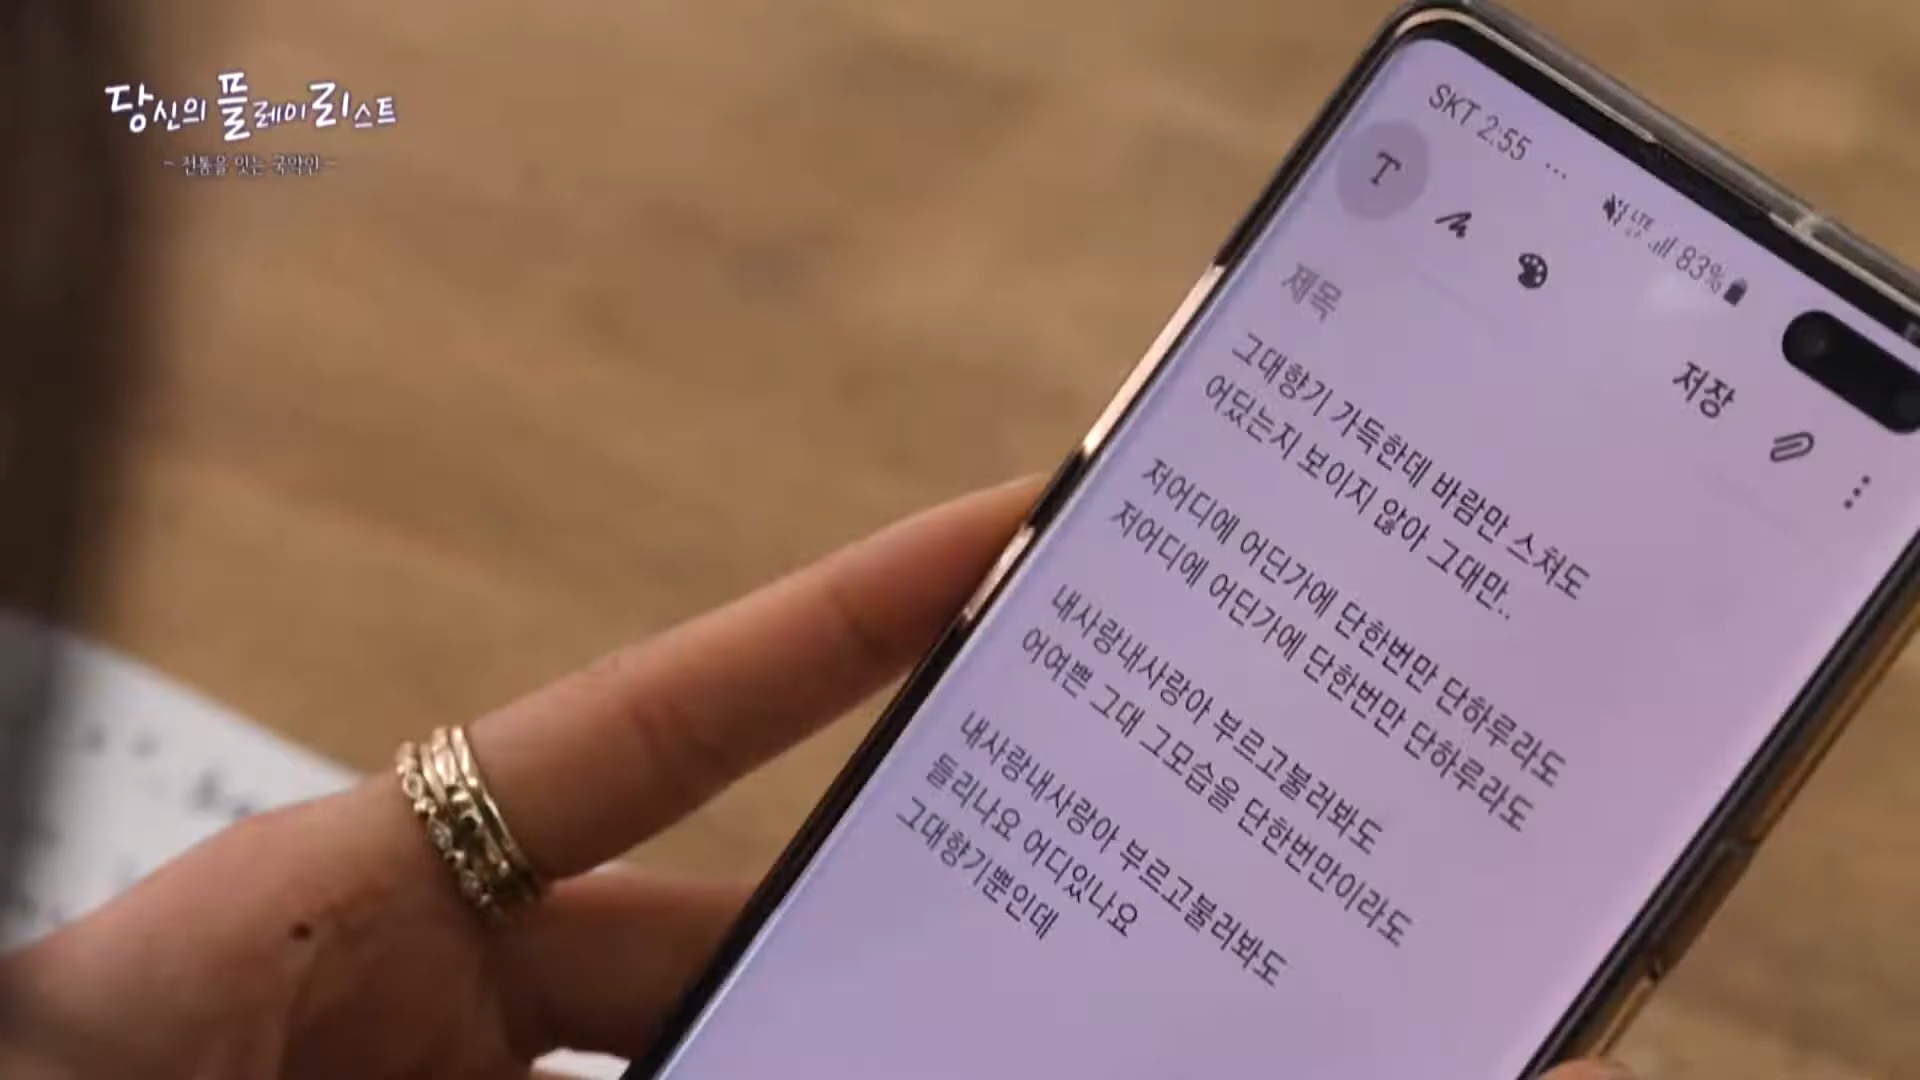 당신의 플레이리스트
~ 전통을 잇는 국악인 ~
SKT 2:55 ...
LTE 83%
T
제목
저장
그대향기 가득한데 바람만 스쳐도
어딨는지 보이지 않아 그대만..
저어디에 어딘가에 단한번만 단하루라도
저어디에 어딘가에 단한번만 단하루라도
내사랑내사랑아 부르고불러봐도
어여쁜 그대 그모습을 단한번만이라도
내사랑내사랑아 부르고불러봐도
들리나요 어디있나요
그대향기뿐인데